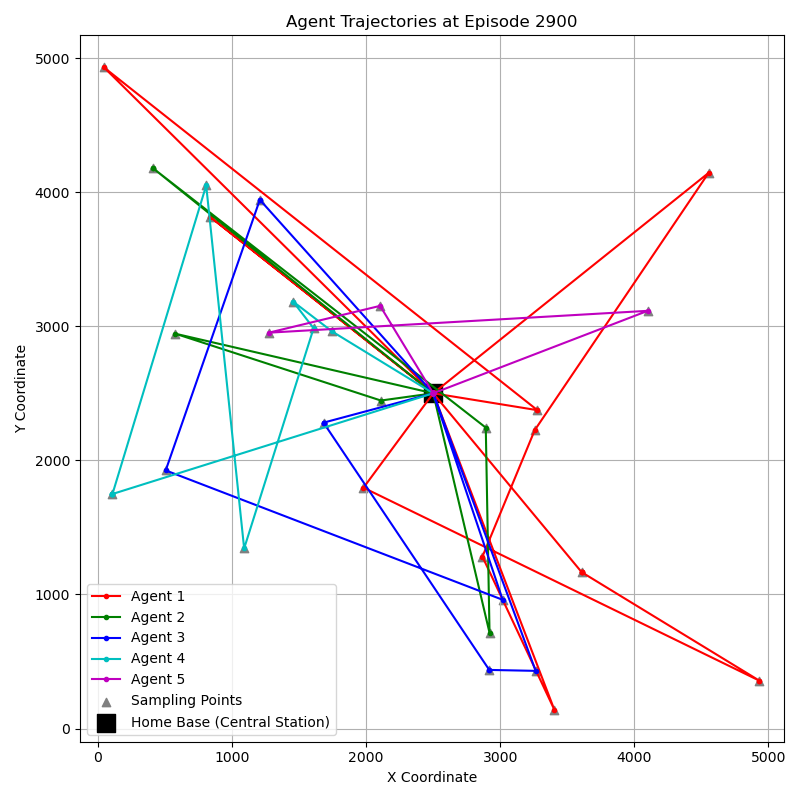 Agent Trajectories at Episode 2900
Y Coordinate
5000
4000
3000
2000
1000
0
Agent 1
Agent 2
Agent 3
Agent 4
Agent 5
Sampling Points
Home Base (Central Station)
0 1000 2000 3000 4000 5000
X Coordinate